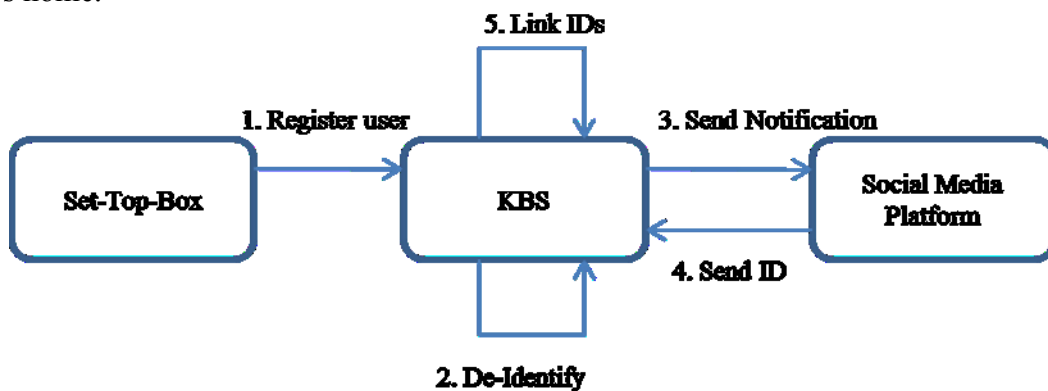 s home.
5. Link IDs
1. Register user
3. Send Notification
Set-Top-Box
KBS
Social Media
Platform
4. Send ID
2. De-Identify